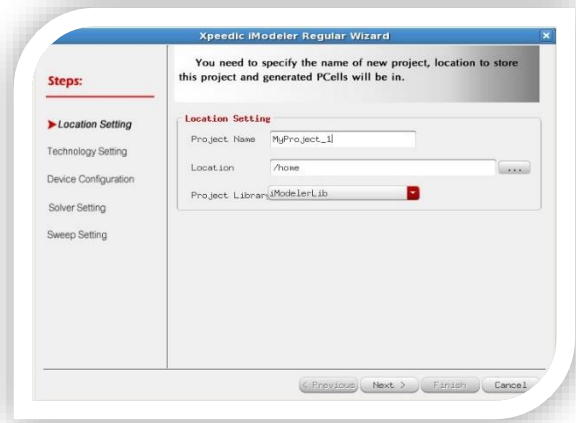 Xpeedic iModeler Regular Wizard
Steps:
You need to specify the name of new project, location to store
this project and generated PCells will be in.
Location Setting
Technology Setting
Device Configuration
Solver Setting
Sweep Setting
Location Setting
Project Name MyProject_1
Location /home ...
Project Librar iModelerLib
< Previous Next > Finish Cancel